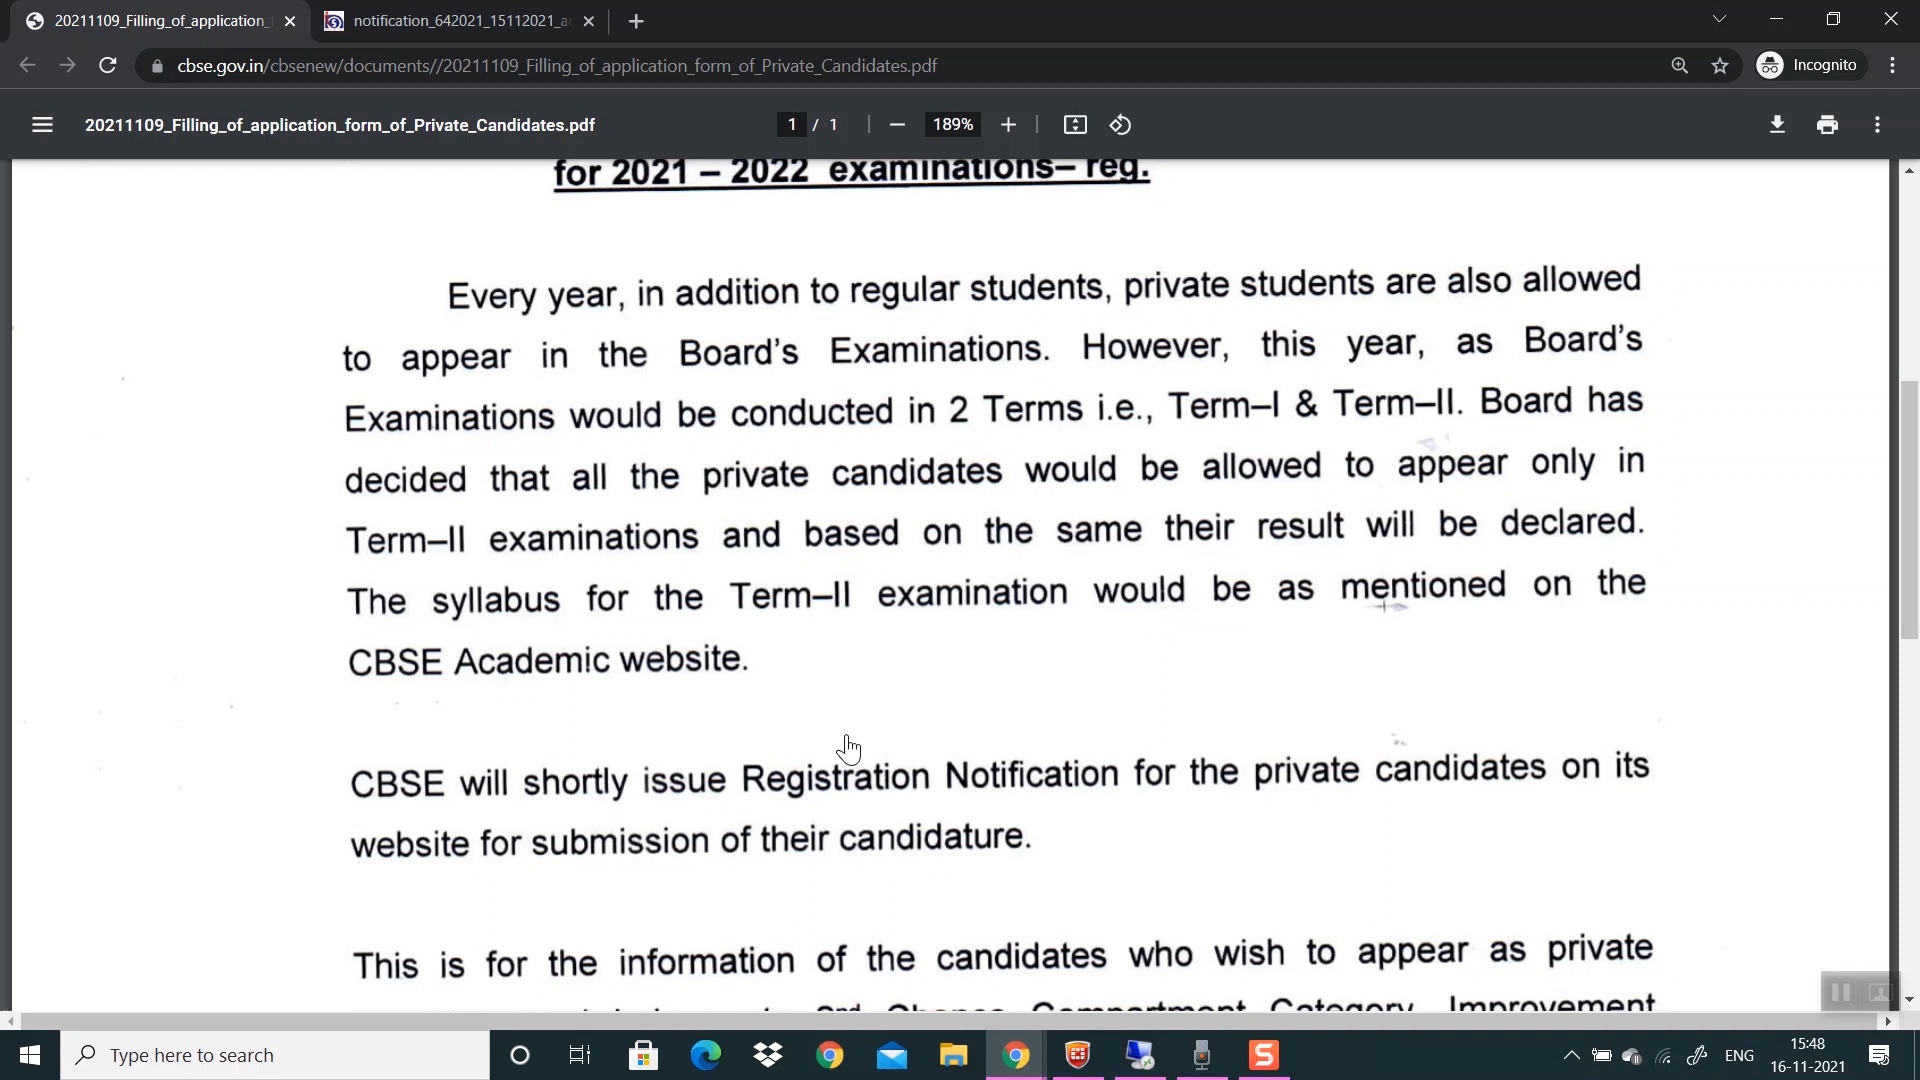 20211109_Filling_of_application_
notification_642021_15112021_a
cbse.gov.in/cbsenew/documents//20211109_Filling_of_application_form_of_Private_Candidates.pdf
Incognito
20211109_Filling_of_application_form_of_Private_Candidates.pdf
1 / 1
189%
for 2021 – 2022 examinations– reg.
Every year, in addition to regular students, private students are also allowed
to appear in the Board's Examinations. However, this year, as Board's
Examinations would be conducted in 2 Terms i.e., Term–I & Term–II. Board has
decided that all the private candidates would be allowed to appear only in
Term–II examinations and based on the same their result will be declared.
The syllabus for the Term–II examination would be as mentioned on the
CBSE Academic website.
CBSE will shortly issue Registration Notification for the private candidates on its
website for submission of their candidature.
This is for the information of the candidates who wish to appear as private
3rd Chance Compartment Category, Improvement
Type here to search
ENG
15:48
16-11-2021